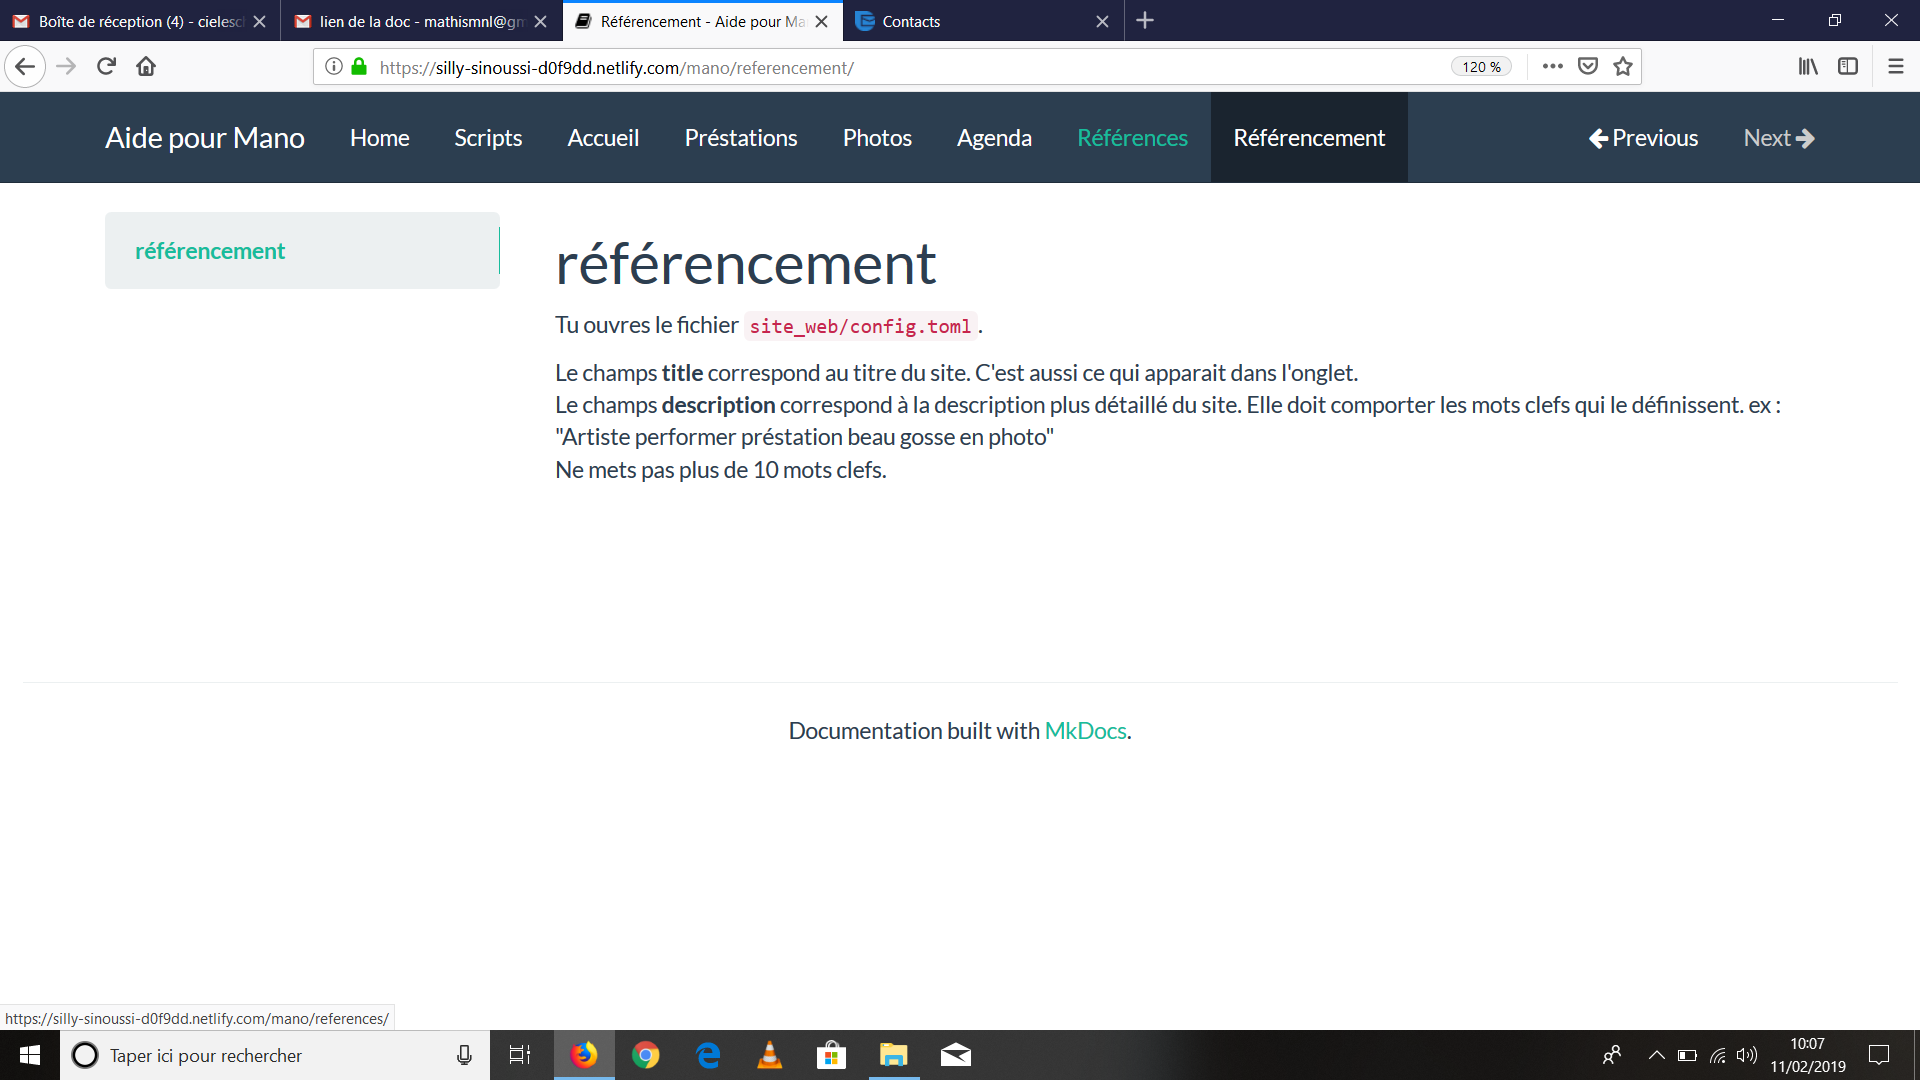 Boîte de réception (4) - cielesc
lien de la doc - mathismnl@gm
Référencement - Aide pour Ma
Contacts
https://silly-sinoussi-d0f9dd.netlify.com/mano/referencement/
120 %
Aide pour Mano Home Scripts Accueil Préstations Photos Agenda Références Référencement Previous Next
référencement
référencement
Tu ouvres le fichier site_web/config.toml.
Le champs title correspond au titre du site. C'est aussi ce qui apparait dans l'onglet.
Le champs description correspond à la description plus détaillé du site. Elle doit comporter les mots clefs qui le définissent. ex :
"Artiste performer préstation beau gosse en photo"
Ne mets pas plus de 10 mots clefs.
Documentation built with MkDocs.
https://silly-sinoussi-d0f9dd.netlify.com/mano/references/
Taper ici pour rechercher
10:07
11/02/2019